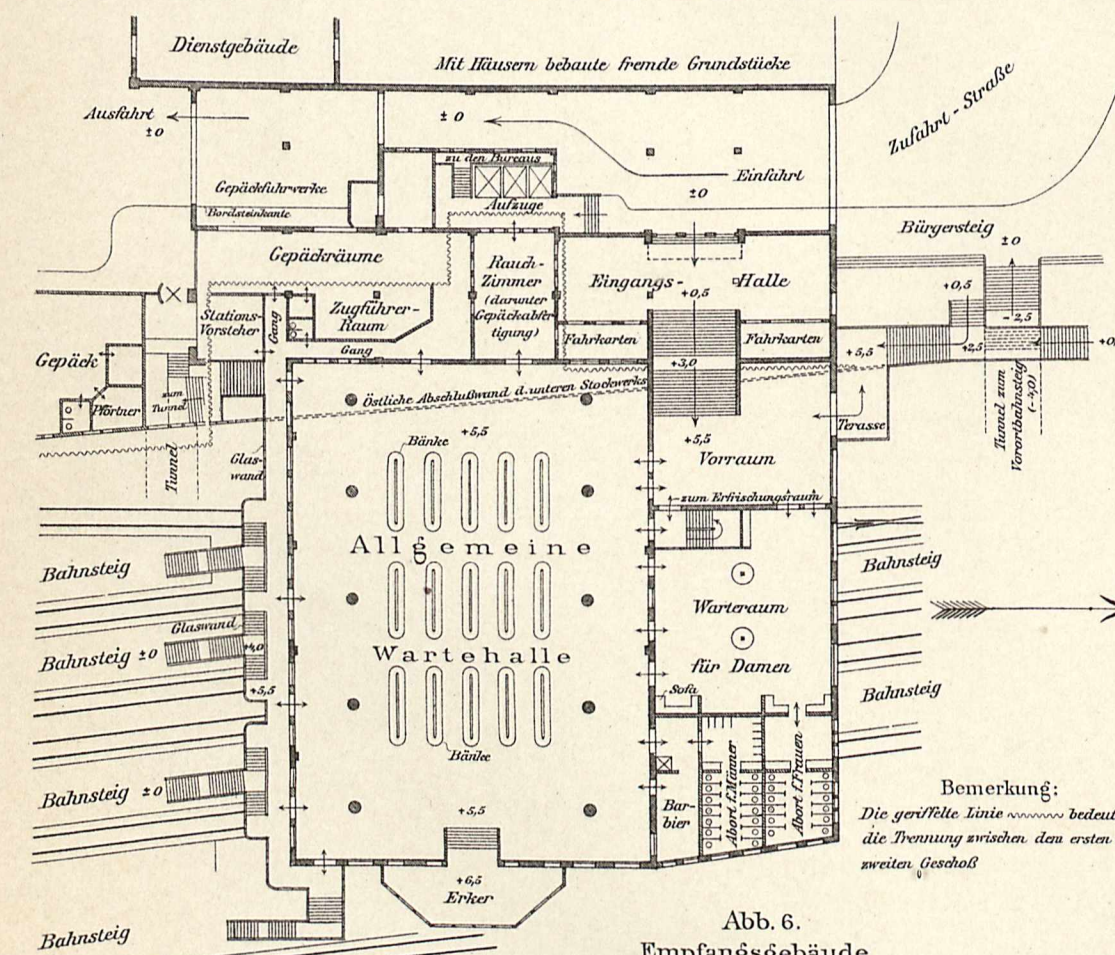 Dienstgebäude
Mit Häusern bebaute fremde Grundstücke
Zufahrt-Straße
Ausfahrt
±0
±0
zu den Bureaus
Einfahrt
±0
Gepäckfuhrwerke
Bordsteinkante
Aufzuge
Bürgersteig
±0
Gepäckräume
Rauch-
Zimmer
(darunter
Gepäckabfer
tigung)
Eingangs-Halle
+0,5
+0,5
-2,5
Stations-
Vorsteher
Gang
Zugführer-
Raum
Fahrkarten
Fahrkarten
+5,5
+2,5
Gang
Gepäck
+3,0
Pförtner
zum
Tunnel
Östliche Abschlußwand d. unteren Stockwerks
Terasse
Tunnel zum
Vorortbahnsteig
(-5,0)
+5,5
+5,5
Bänke
Vorraum
Tunnel
Glas-
wand
zum Erfrischungsraum
Allgemeine
Bahnsteig
Bahnsteig
Warteraum
Glaswand
Bahnsteig ±0
+4,0
Wartehalle
für Damen
+5,5
Sofa
Bahnsteig
Bänke
Bahnsteig ±0
Bar-
bier
Abort f. Männer
Abort f. Frauen
+5,5
Bemerkung:
Die geriffelte Linie bedeut
die Trennung zwischen dem ersten
zweiten Geschoß
+6,5
Erker
Bahnsteig
Abb. 6.
Empfangsgebäude